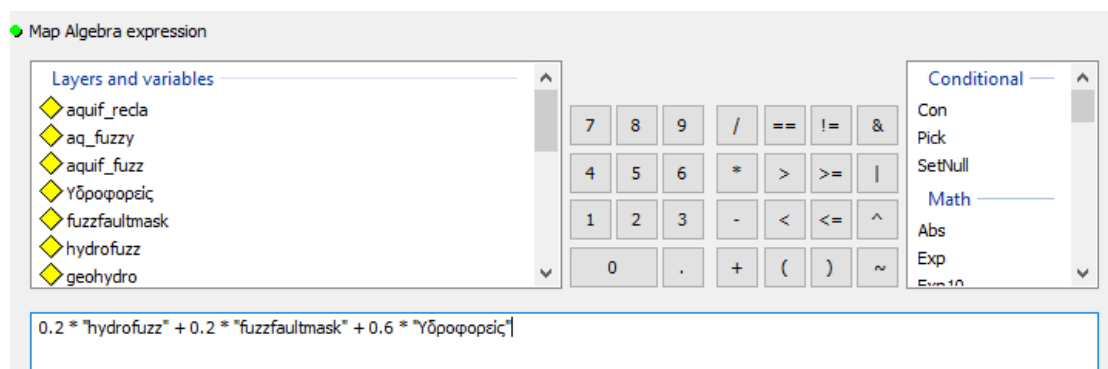 Map Algebra expression
Layers and variables
aquif_recla
aq_fuzzy
aquif_fuzz
Υδροφορείς
fuzzfaultmask
hydrofuzz
geohydro
7 8 9 / == != &
4 5 6 * > >= |
1 2 3 - < <= ^
0 . + ( ) ~
Conditional
Con
Pick
SetNull
Math
Abs
Exp
Exp10
0.2 * "hydrofuzz" + 0.2 * "fuzzfaultmask" + 0.6 * "Υδροφορείς"